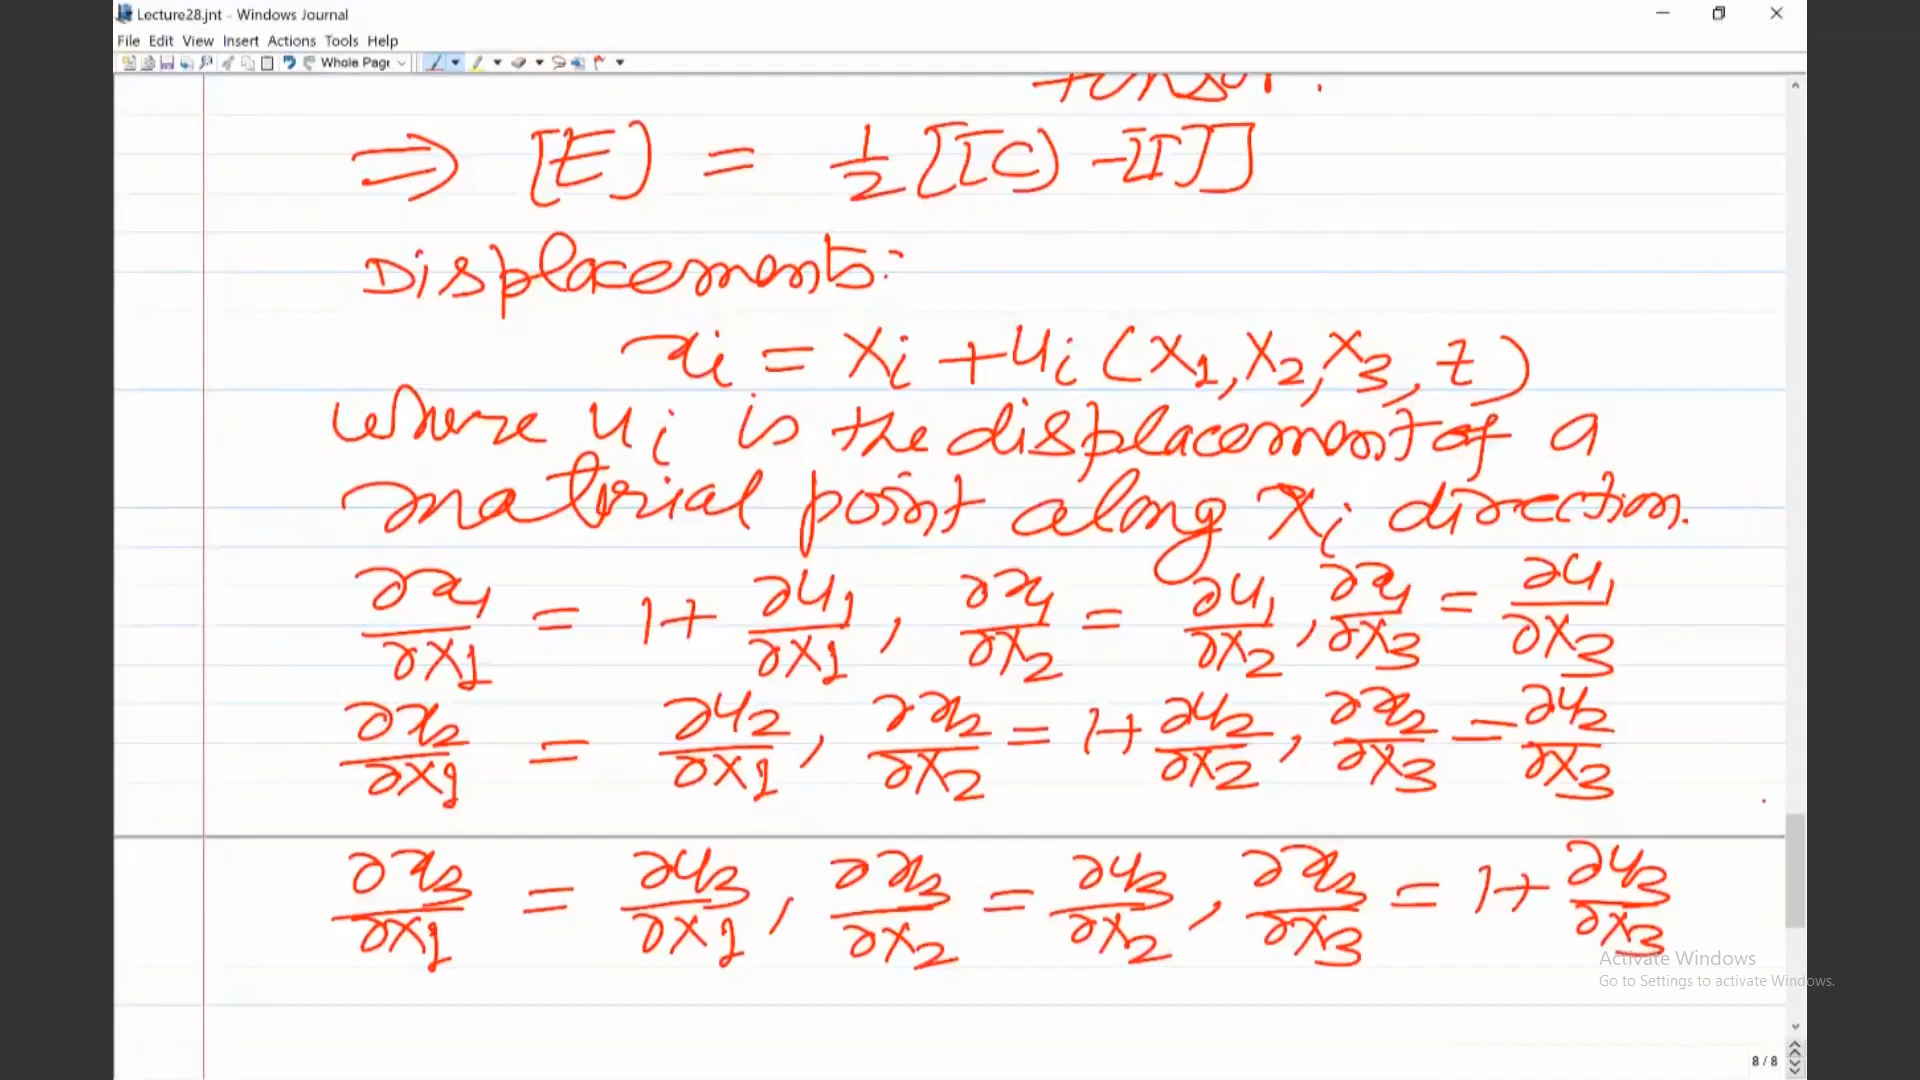 Lecture28.jnt - Windows Journal
File Edit View Insert Actions Tools Help
Whole Page
tensor.
⇒ [E] = 1/2 [[C] - [I]]
Displacements:
xi = Xi + ui (X1, X2, X3, t)
where ui is the displacement of a
material point along xi direction.
∂x1/∂X1 = 1 + ∂u1/∂X1, ∂x1/∂X2 = ∂u1/∂X2, ∂x1/∂X3 = ∂u1/∂X3
∂x2/∂X1 = ∂u2/∂X1, ∂x2/∂X2 = 1 + ∂u2/∂X2, ∂x2/∂X3 = ∂u2/∂X3
∂x3/∂X1 = ∂u3/∂X1, ∂x3/∂X2 = ∂u3/∂X2, ∂x3/∂X3 = 1 + ∂u3/∂X3
Activate Windows
Go to Settings to activate Windows.
8 / 8